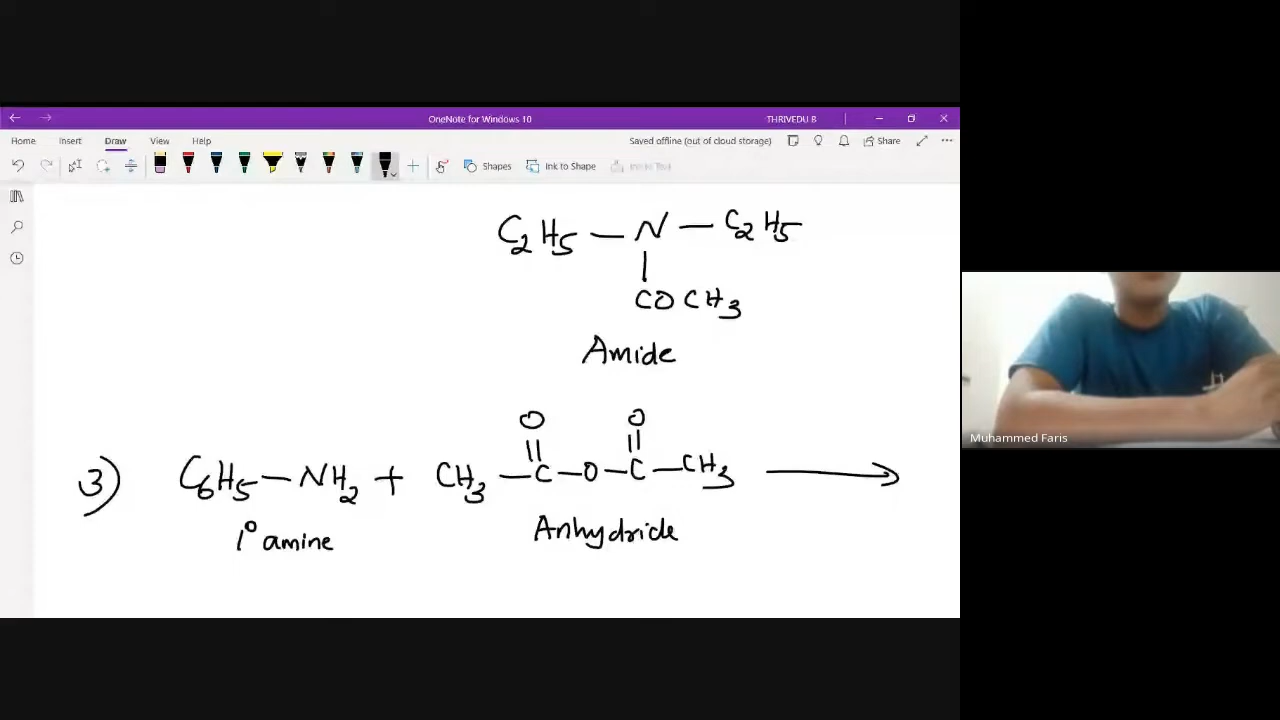 OneNote for Windows 10
THRIVEDU B
Home Insert Draw View Help
Saved offline (out of cloud storage)
Share
Shapes
Ink to Shape
C2H5 — N — C2H5
COCH3
Amide
O O
|| ||
3) C6H5 — NH2 + CH3 — C — O — C — CH3 ⟶
1° amine
Anhydride
Muhammed Faris